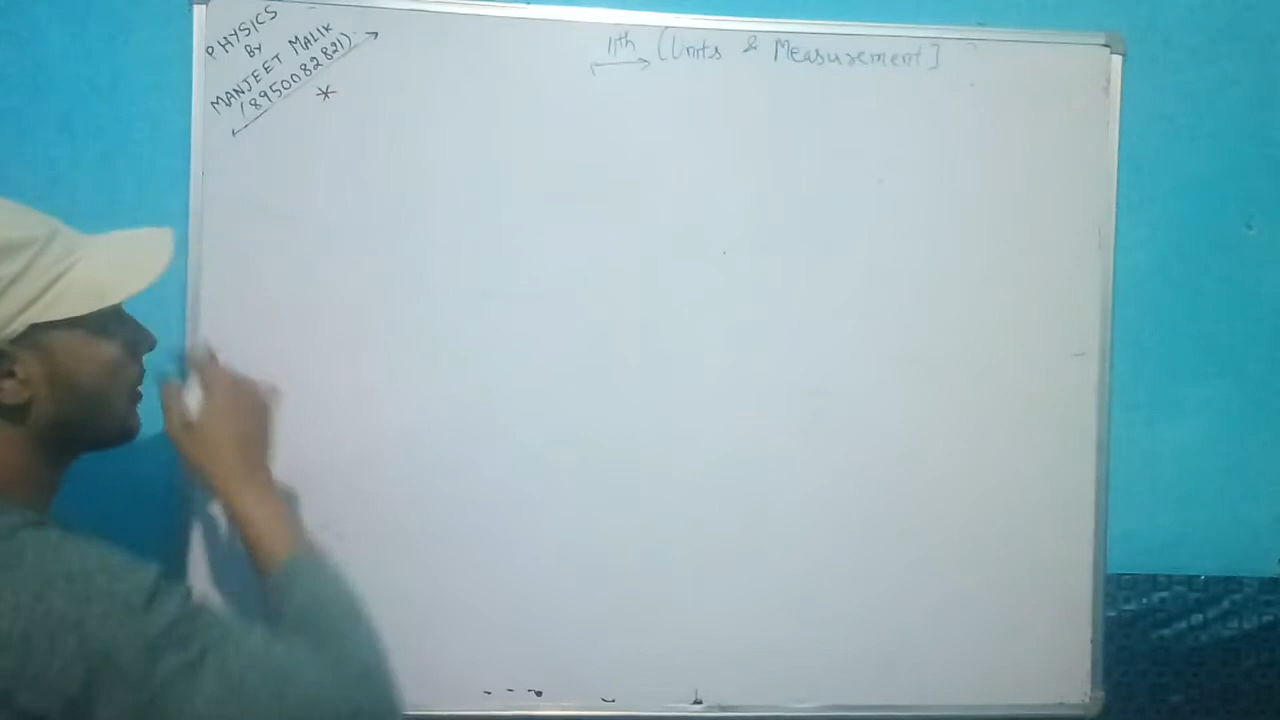 PHYSICS
By
MANJEET MALIK
(8950082821)
*
11th (Units & Measurement]